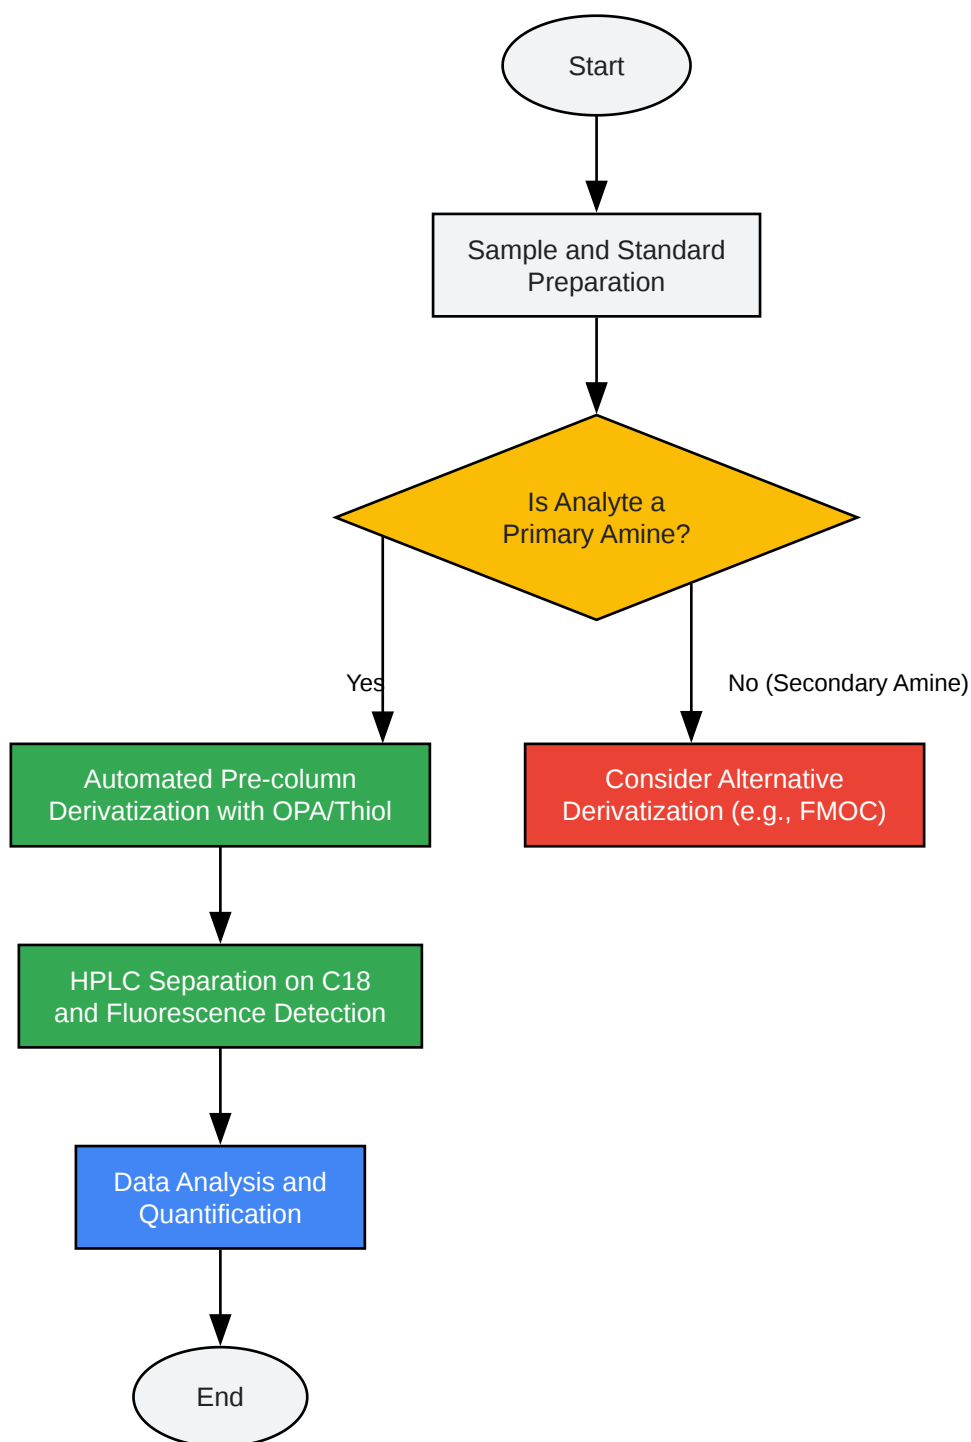 Start
Sample and Standard
Preparation
Is Analyte a
Primary Amine?
Yes
No (Secondary Amine)
Automated Pre-column
Derivatization with OPA/Thiol
Consider Alternative
Derivatization (e.g., FMOC)
HPLC Separation on C18
and Fluorescence Detection
Data Analysis and
Quantification
End